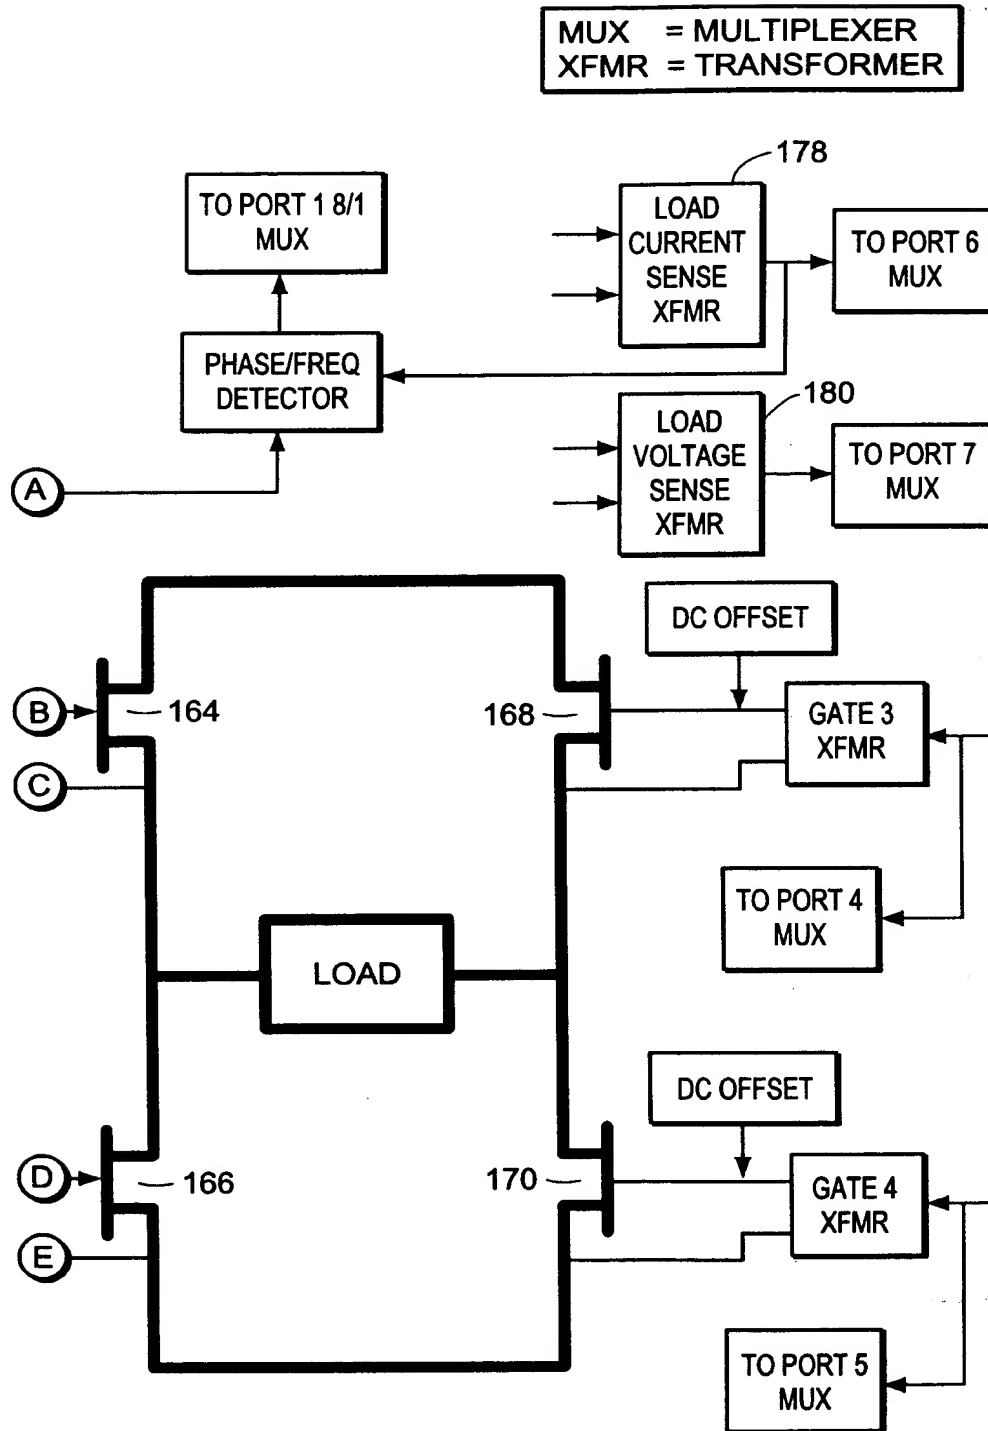 MUX = MULTIPLEXER
XFMR = TRANSFORMER
178
TO PORT 1 8/1
MUX
LOAD
CURRENT
SENSE
XFMR
TO PORT 6
MUX
PHASE/FREQ
DETECTOR
180
LOAD
VOLTAGE
SENSE
XFMR
TO PORT 7
MUX
A
DC OFFSET
B
164
168
GATE 3
XFMR
C
TO PORT 4
MUX
LOAD
DC OFFSET
D
166
170
GATE 4
XFMR
E
TO PORT 5
MUX